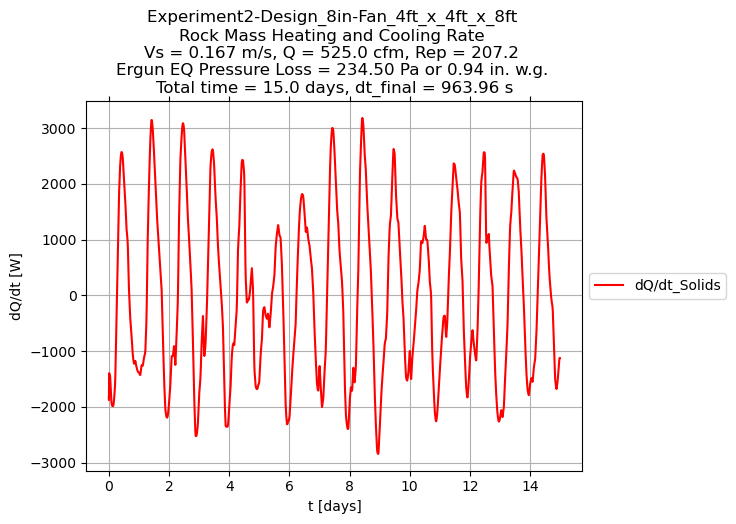 Experiment2-Design_8in-Fan_4ft_x_4ft_x_8ft
Rock Mass Heating and Cooling Rate
Vs = 0.167 m/s, Q = 525.0 cfm, Rep = 207.2
Ergun EQ Pressure Loss = 234.50 Pa or 0.94 in. w.g.
Total time = 15.0 days, dt_final = 963.96 s
3000
2000
1000
0
−1000
−2000
−3000
dQ/dt [W]
0 2 4 6 8 10 12 14
t [days]
dQ/dt_Solids